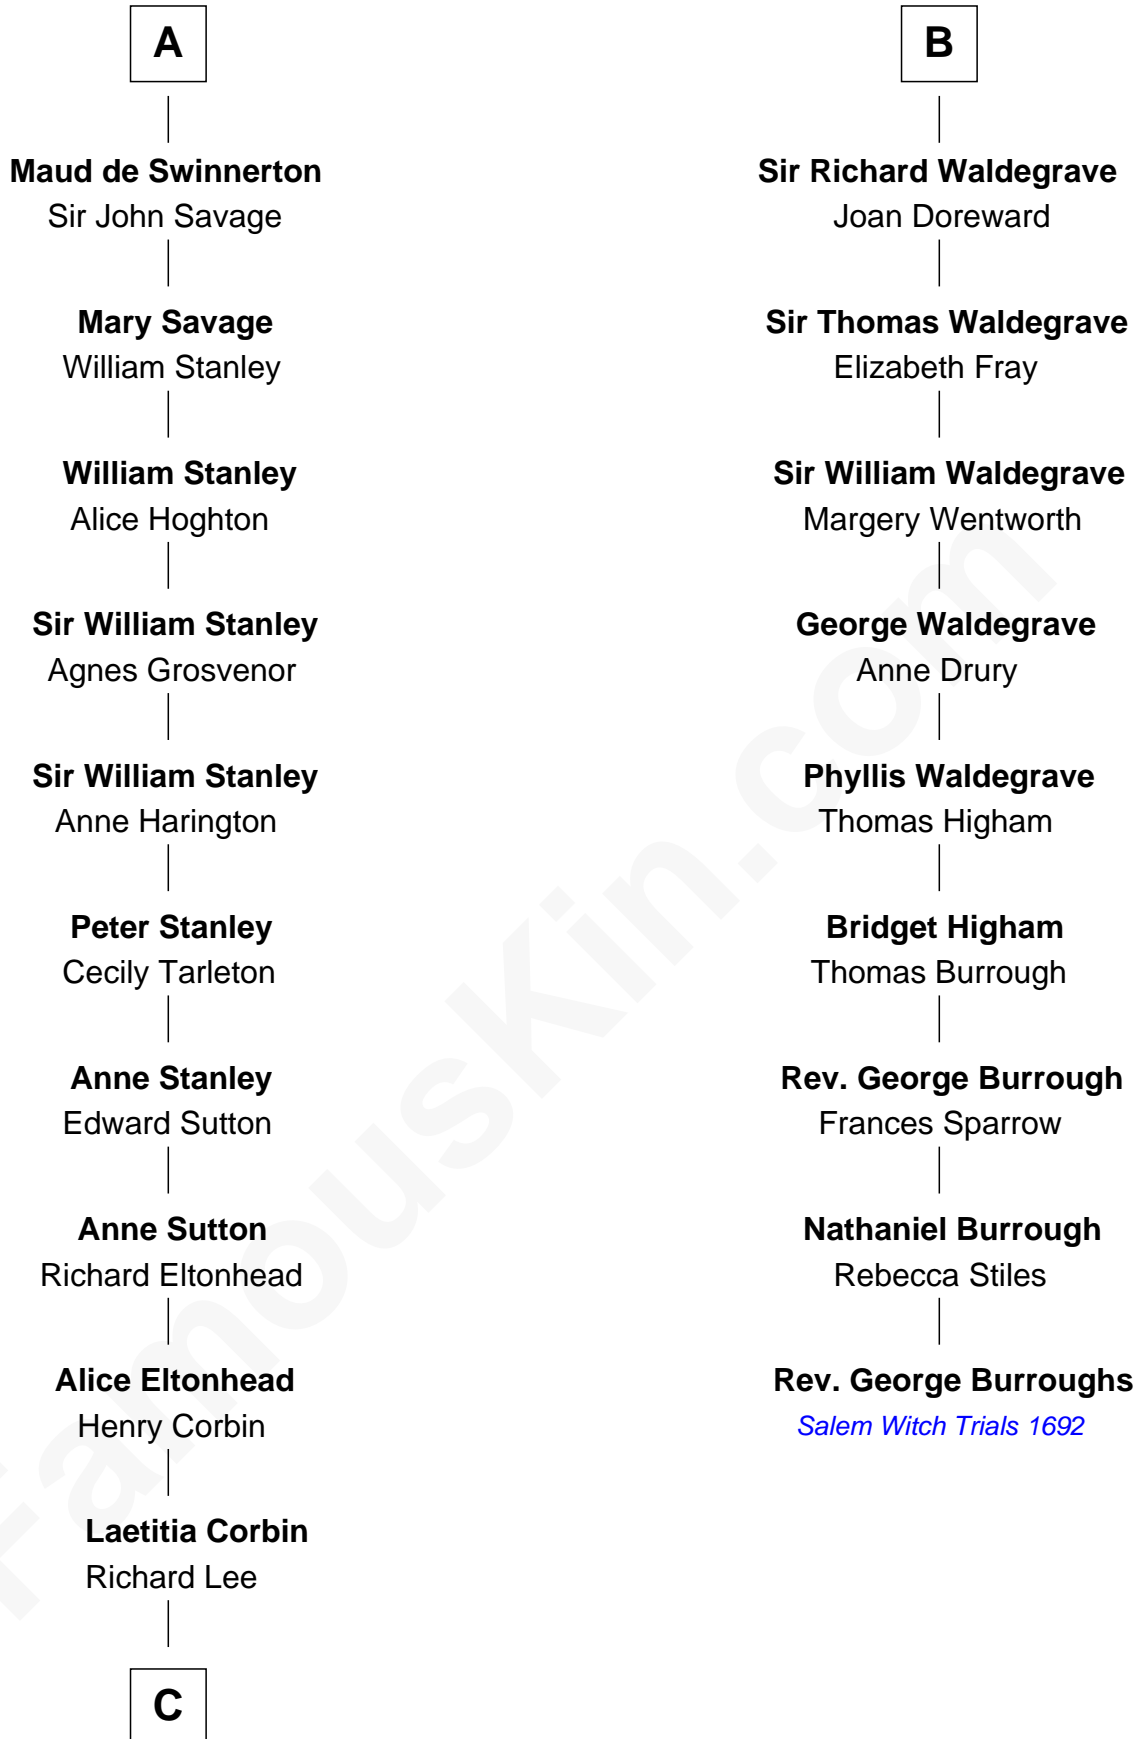 A
Maud de Swinnerton
Sir John Savage
Mary Savage
William Stanley
William Stanley
Alice Hoghton
Sir William Stanley
Agnes Grosvenor
Sir William Stanley
Anne Harington
Peter Stanley
Cecily Tarleton
Anne Stanley
Edward Sutton
Anne Sutton
Richard Eltonhead
Alice Eltonhead
Henry Corbin
Laetitia Corbin
Richard Lee
C
B
Sir Richard Waldegrave
Joan Doreward
Sir Thomas Waldegrave
Elizabeth Fray
Sir William Waldegrave
Margery Wentworth
George Waldegrave
Anne Drury
Phyllis Waldegrave
Thomas Higham
Bridget Higham
Thomas Burrough
Rev. George Burrough
Frances Sparrow
Nathaniel Burrough
Rebecca Stiles
Rev. George Burroughs
Salem Witch Trials 1692
FamousKin.com